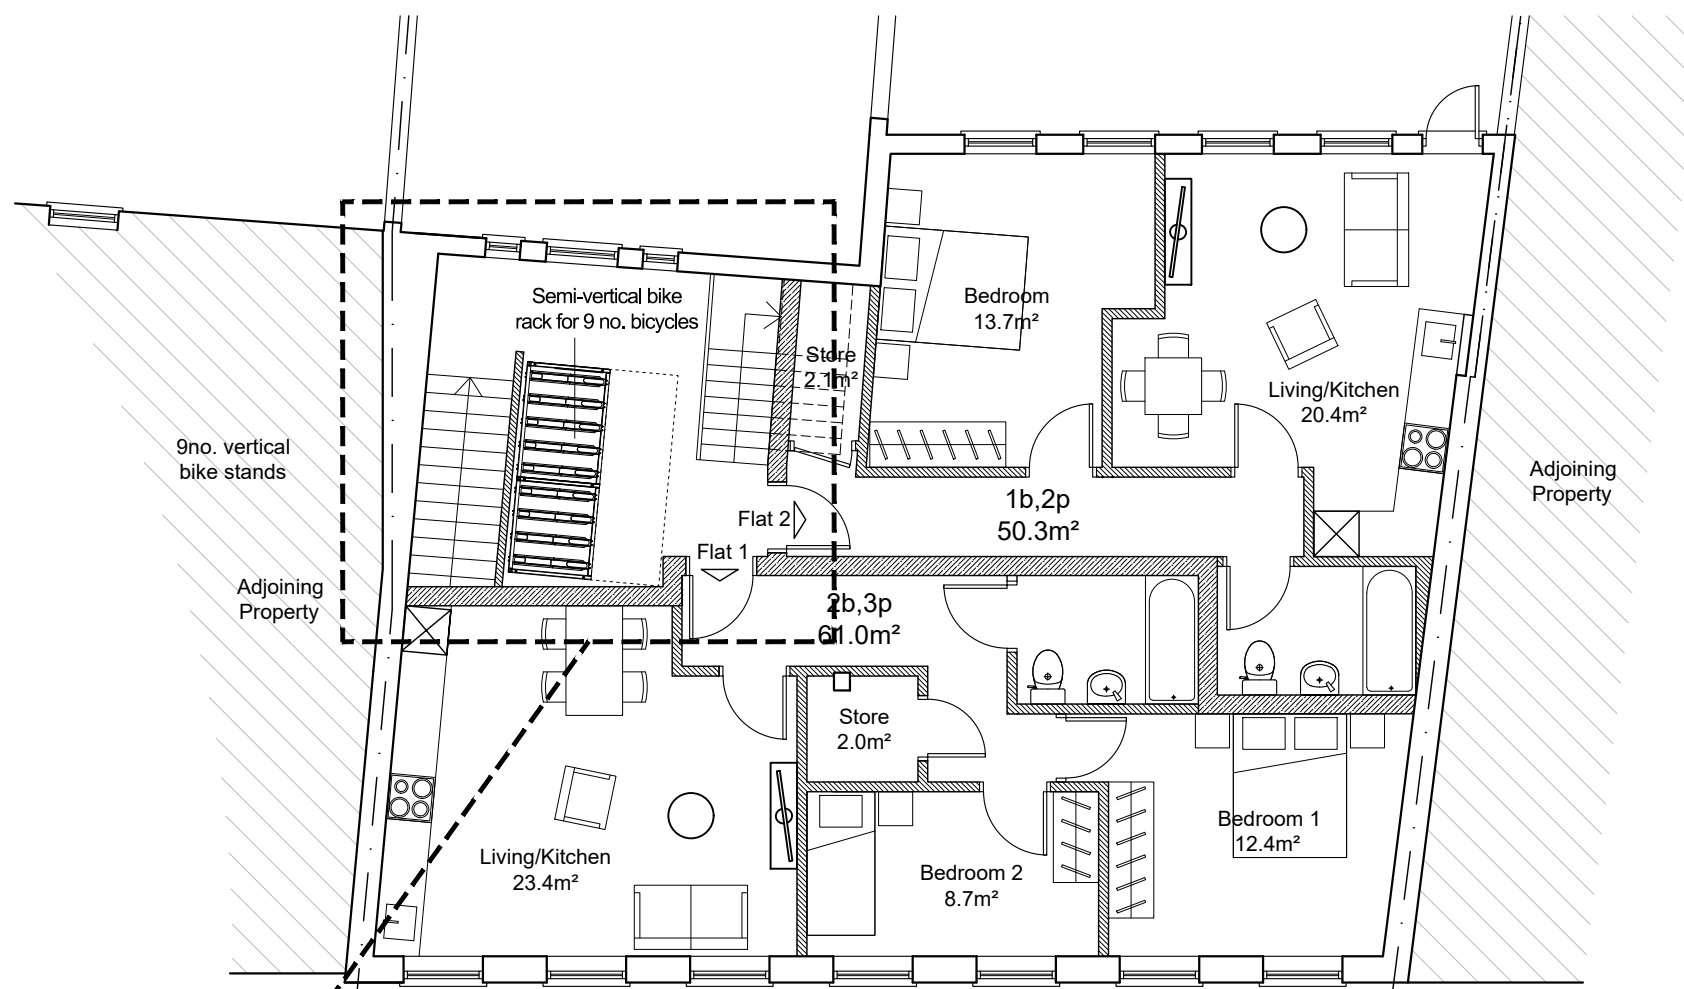 Semi-vertical bike
rack for 9 no. bicycles
Bedroom
13.7m²
Store
2.1m²
Living/Kitchen
20.4m²
9no. vertical
bike stands
Adjoining
Property
1b,2p
50.3m²
Flat 2
Flat 1
Adjoining
Property
2b,3p
61.0m²
Store
2.0m²
Bedroom 1
12.4m²
Living/Kitchen
23.4m²
Bedroom 2
8.7m²